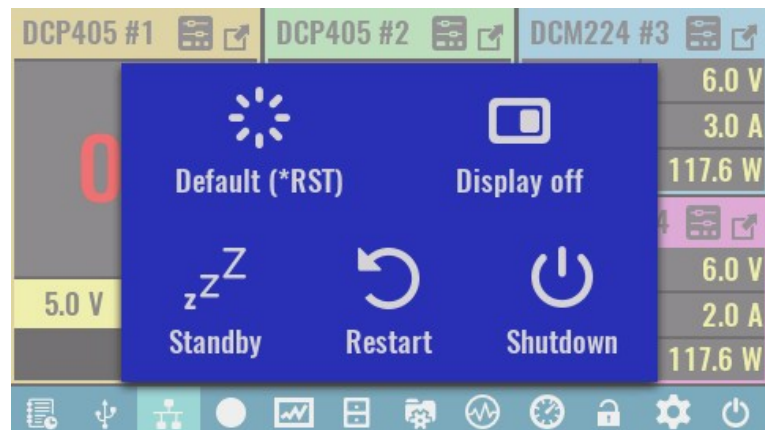 DCP405 #1
DCP405 #2
DCM224 #3
6.0 V
3.0 A
117.6 W
Default (*RST)
Display off
4
6.0 V
5.0 V
2.0 A
Standby
Restart
Shutdown
117.6 W